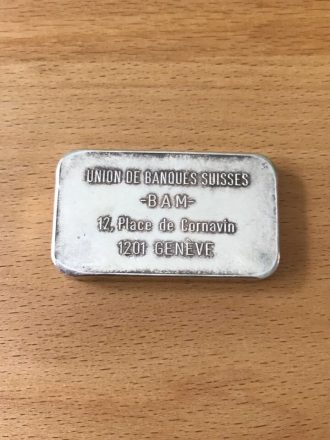 UNION DE BANQUES SUISSES
-BAM-
12, Place de Cornavin
1201 GENÈVE